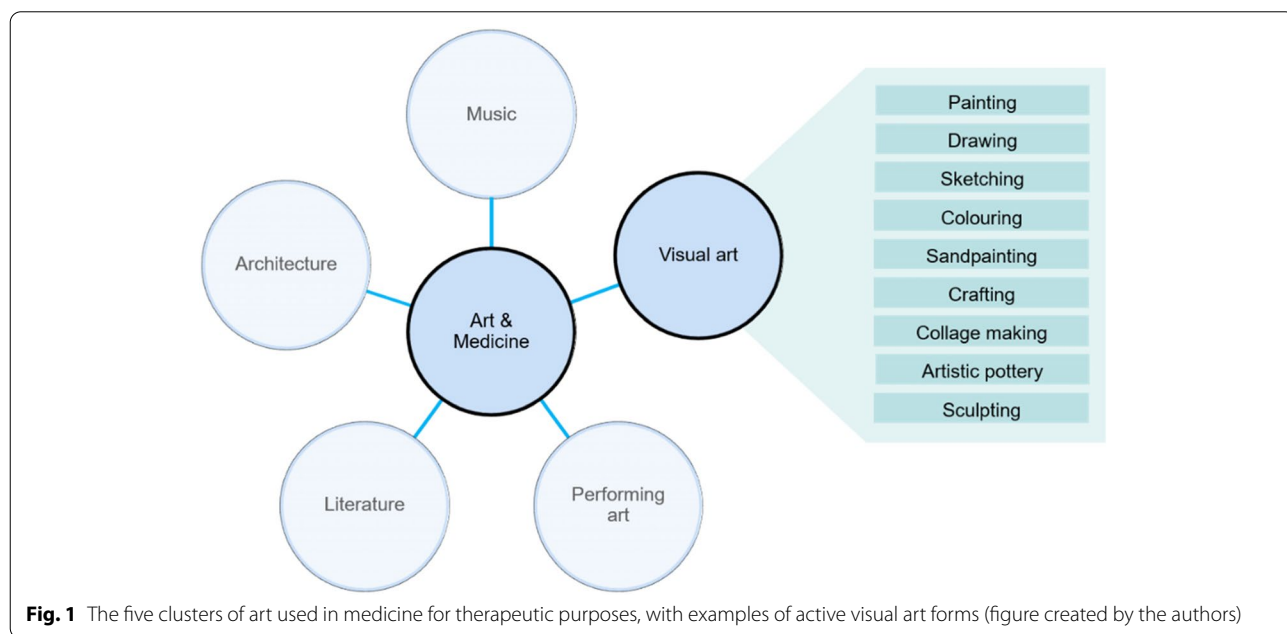 Music
Architecture
Visual art
Art &
Medicine
Literature
Performing
art
Painting
Drawing
Sketching
Colouring
Sandpainting
Crafting
Collage making
Artistic pottery
Sculpting
Fig. 1 The five clusters of art used in medicine for therapeutic purposes, with examples of active visual art forms (figure created by the authors)